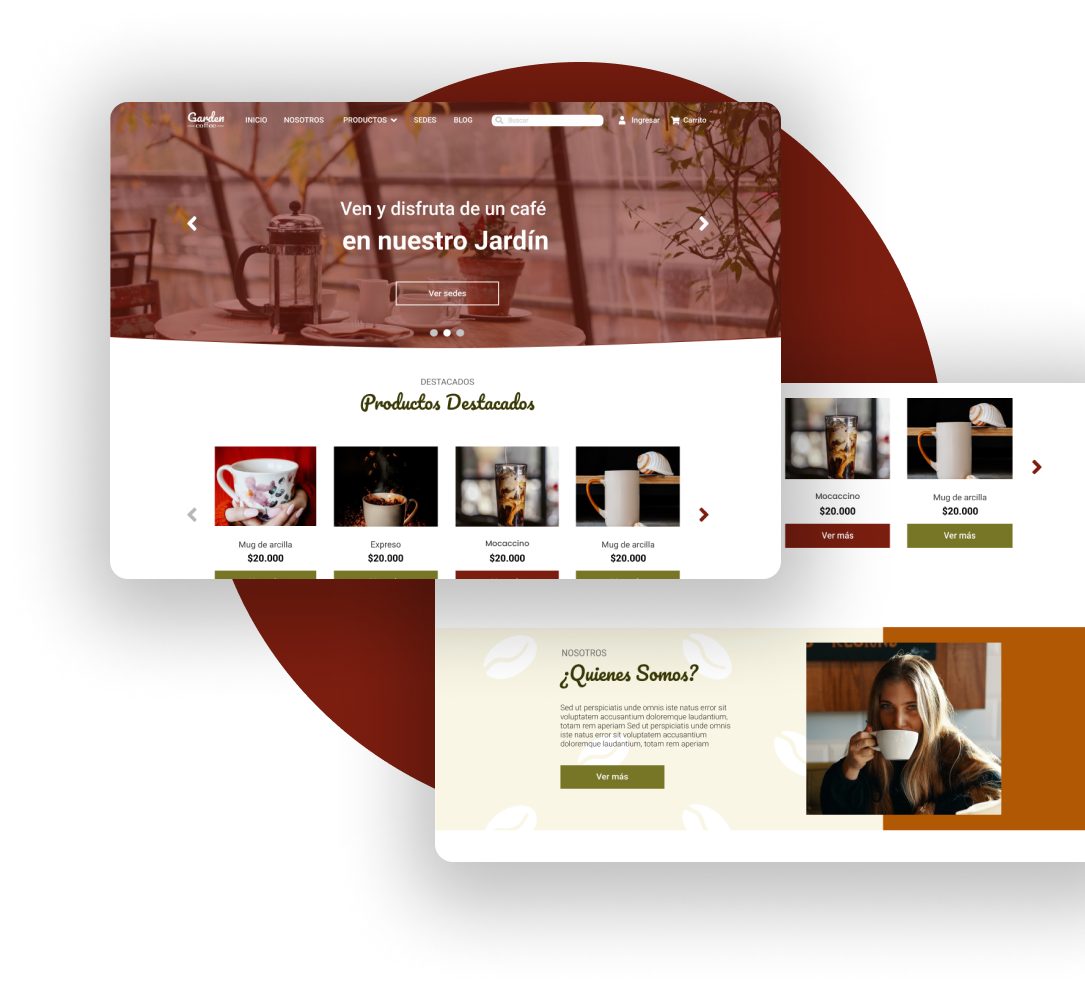 Garden
coffee
INICIO NOSOTROS PRODUCTOS SEDES BLOG Buscar Ingresar Carrito
Ven y disfruta de un café
en nuestro Jardín
Ver sedes
DESTACADOS
Productos Destacados
Mug de arcilla Expreso Mocaccino Mug de arcilla
$20.000 $20.000 $20.000 $20.000
Mocaccino Mug de arcilla
$20.000 $20.000
Ver más Ver más
NOSOTROS
¿Quienes Somos?
Sed ut perspiciatis unde omnis iste natus error sit
voluptatem accusantium doloremque laudantium,
totam rem aperiam Sed ut perspiciatis unde omnis
iste natus error sit voluptatem accusantium
doloremque laudantium, totam rem aperiam
Ver más